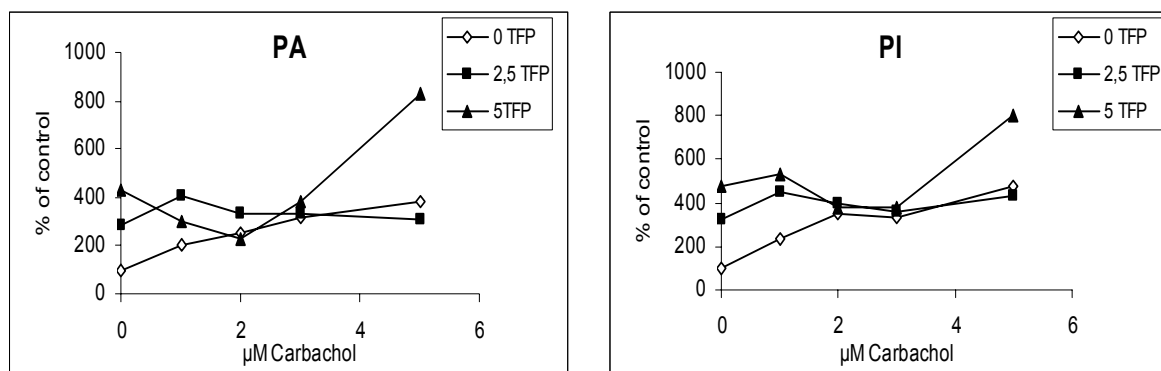 PA
0 TFP
2,5 TFP
5TFP
% of control
1000
800
600
400
200
0
0 2 4 6
µM Carbachol
PI
0 TFP
2,5 TFP
5 TFP
% of control
1000
800
600
400
200
0
0 2 4 6
µM Carbachol